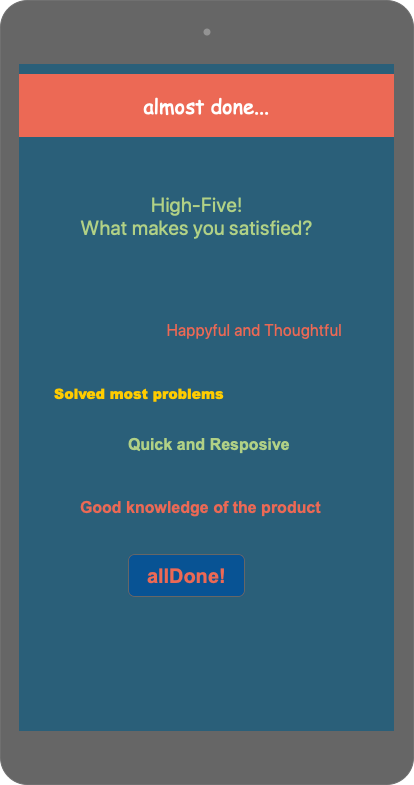 almost done...
High-Five!
What makes you satisfied?
Happyful and Thoughtful
Solved most problems
Quick and Resposive
Good knowledge of the product
allDone!